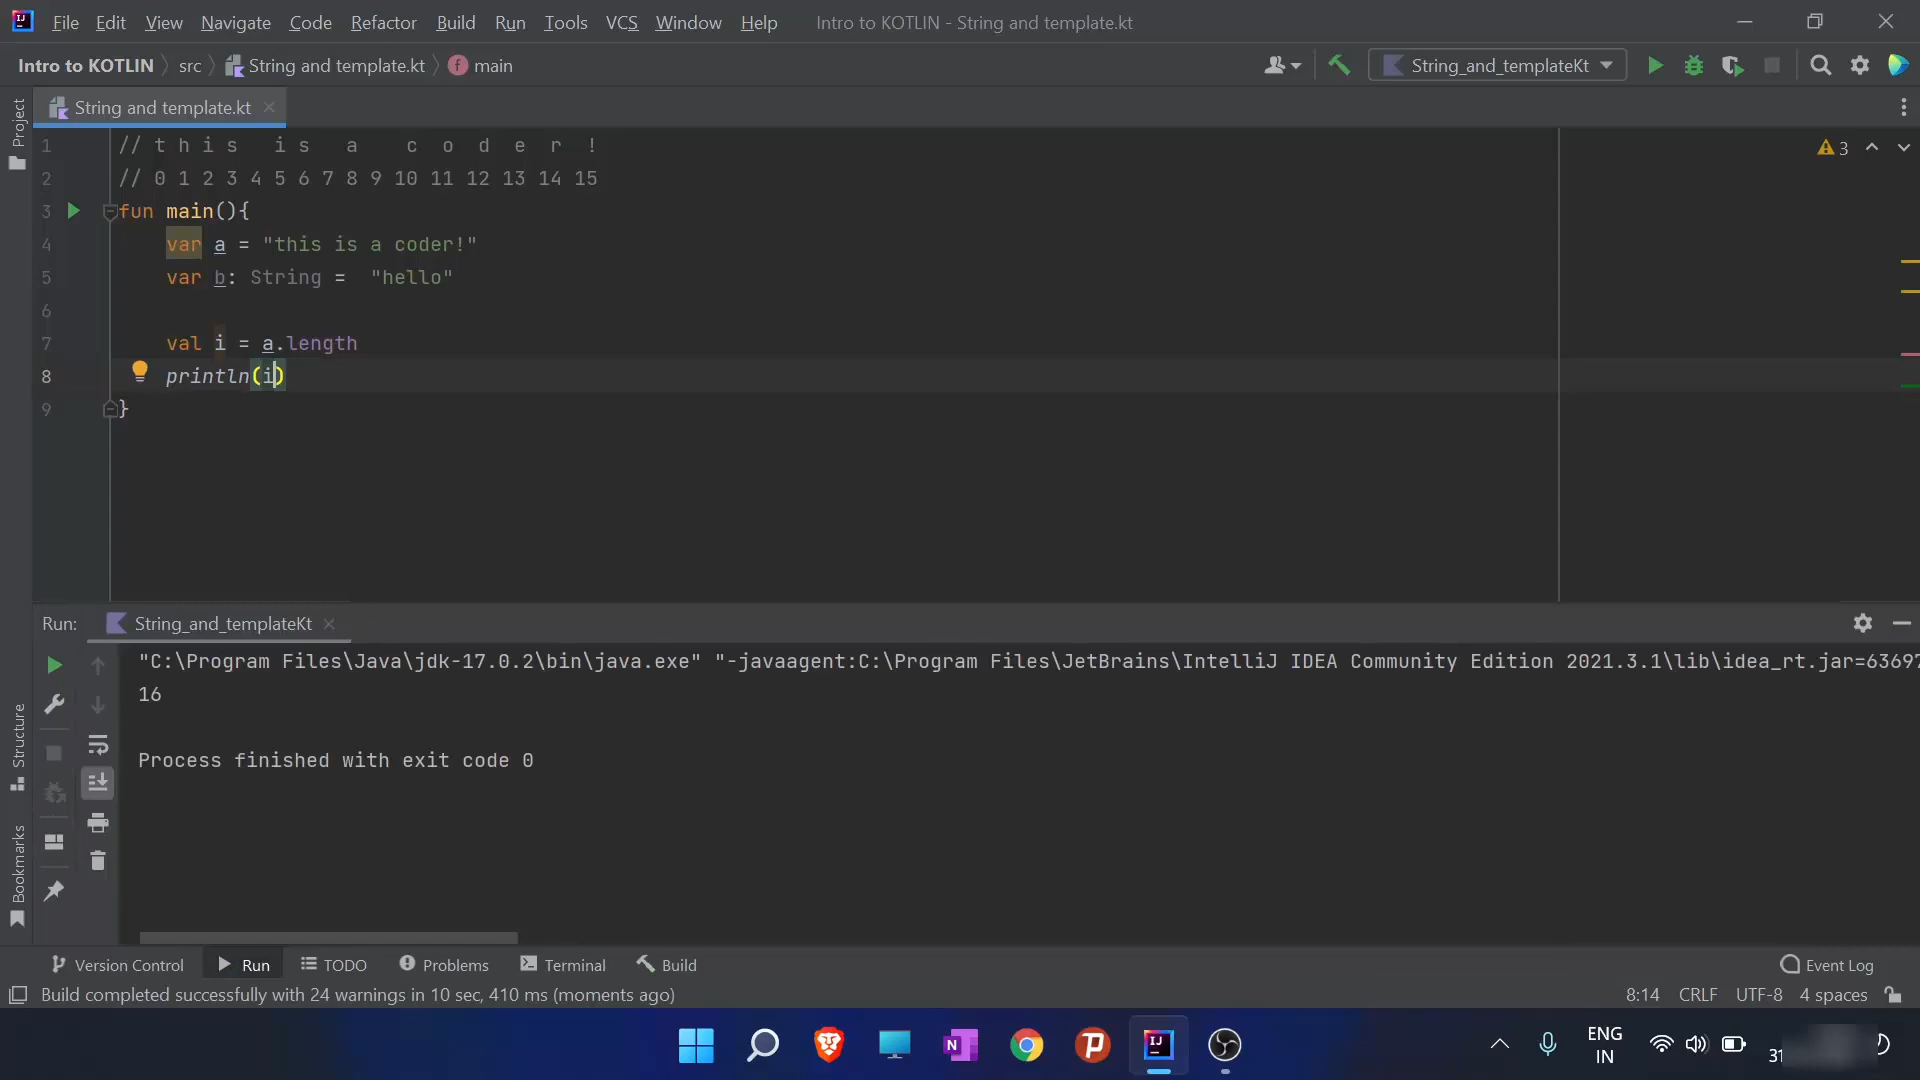 File Edit View Navigate Code Refactor Build Run Tools VCS Window Help Intro to KOTLIN - String and template.kt
Intro to KOTLIN src String and template.kt main String_and_templateKt
Project
String and template.kt
1 // t h i s   i s   a    c  o  d  e  r  !
3
2 // 0 1 2 3 4 5 6 7 8 9 10 11 12 13 14 15
3 fun main(){
4 var a = "this is a coder!"
5 var b: String =  "hello"
6
7 val i = a.length
8 println(i)
9 }
Run: String_and_templateKt
"C:\Program Files\Java\jdk-17.0.2\bin\java.exe" "-javaagent:C:\Program Files\JetBrains\IntelliJ IDEA Community Edition 2021.3.1\lib\idea_rt.jar=63697
16
Structure
Process finished with exit code 0
Bookmarks
Version Control Run TODO Problems Terminal Build Event Log
Build completed successfully with 24 warnings in 10 sec, 410 ms (moments ago) 8:14 CRLF UTF-8 4 spaces
ENG
IN
31